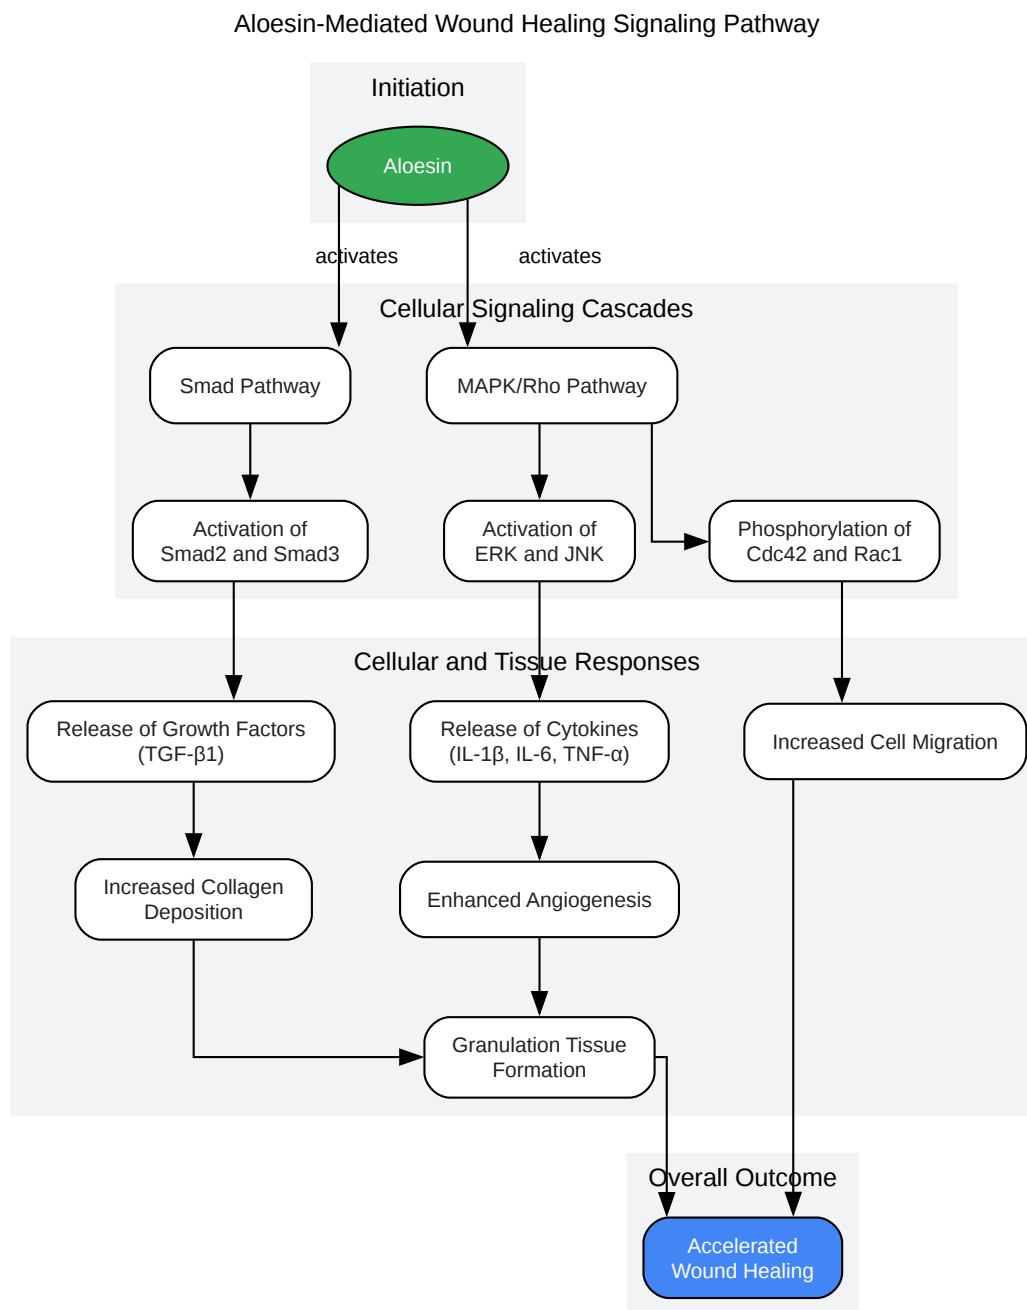 Aloesin-Mediated Wound Healing Signaling Pathway
Initiation
Aloesin
activates
activates
Cellular Signaling Cascades
Smad Pathway
MAPK/Rho Pathway
Activation of
Smad2 and Smad3
Activation of
ERK and JNK
Phosphorylation of
Cdc42 and Rac1
Cellular and Tissue Responses
Release of Growth Factors
(TGF-β1)
Release of Cytokines
(IL-1β, IL-6, TNF-α)
Increased Cell Migration
Increased Collagen
Deposition
Enhanced Angiogenesis
Granulation Tissue
Formation
Overall Outcome
Accelerated
Wound Healing